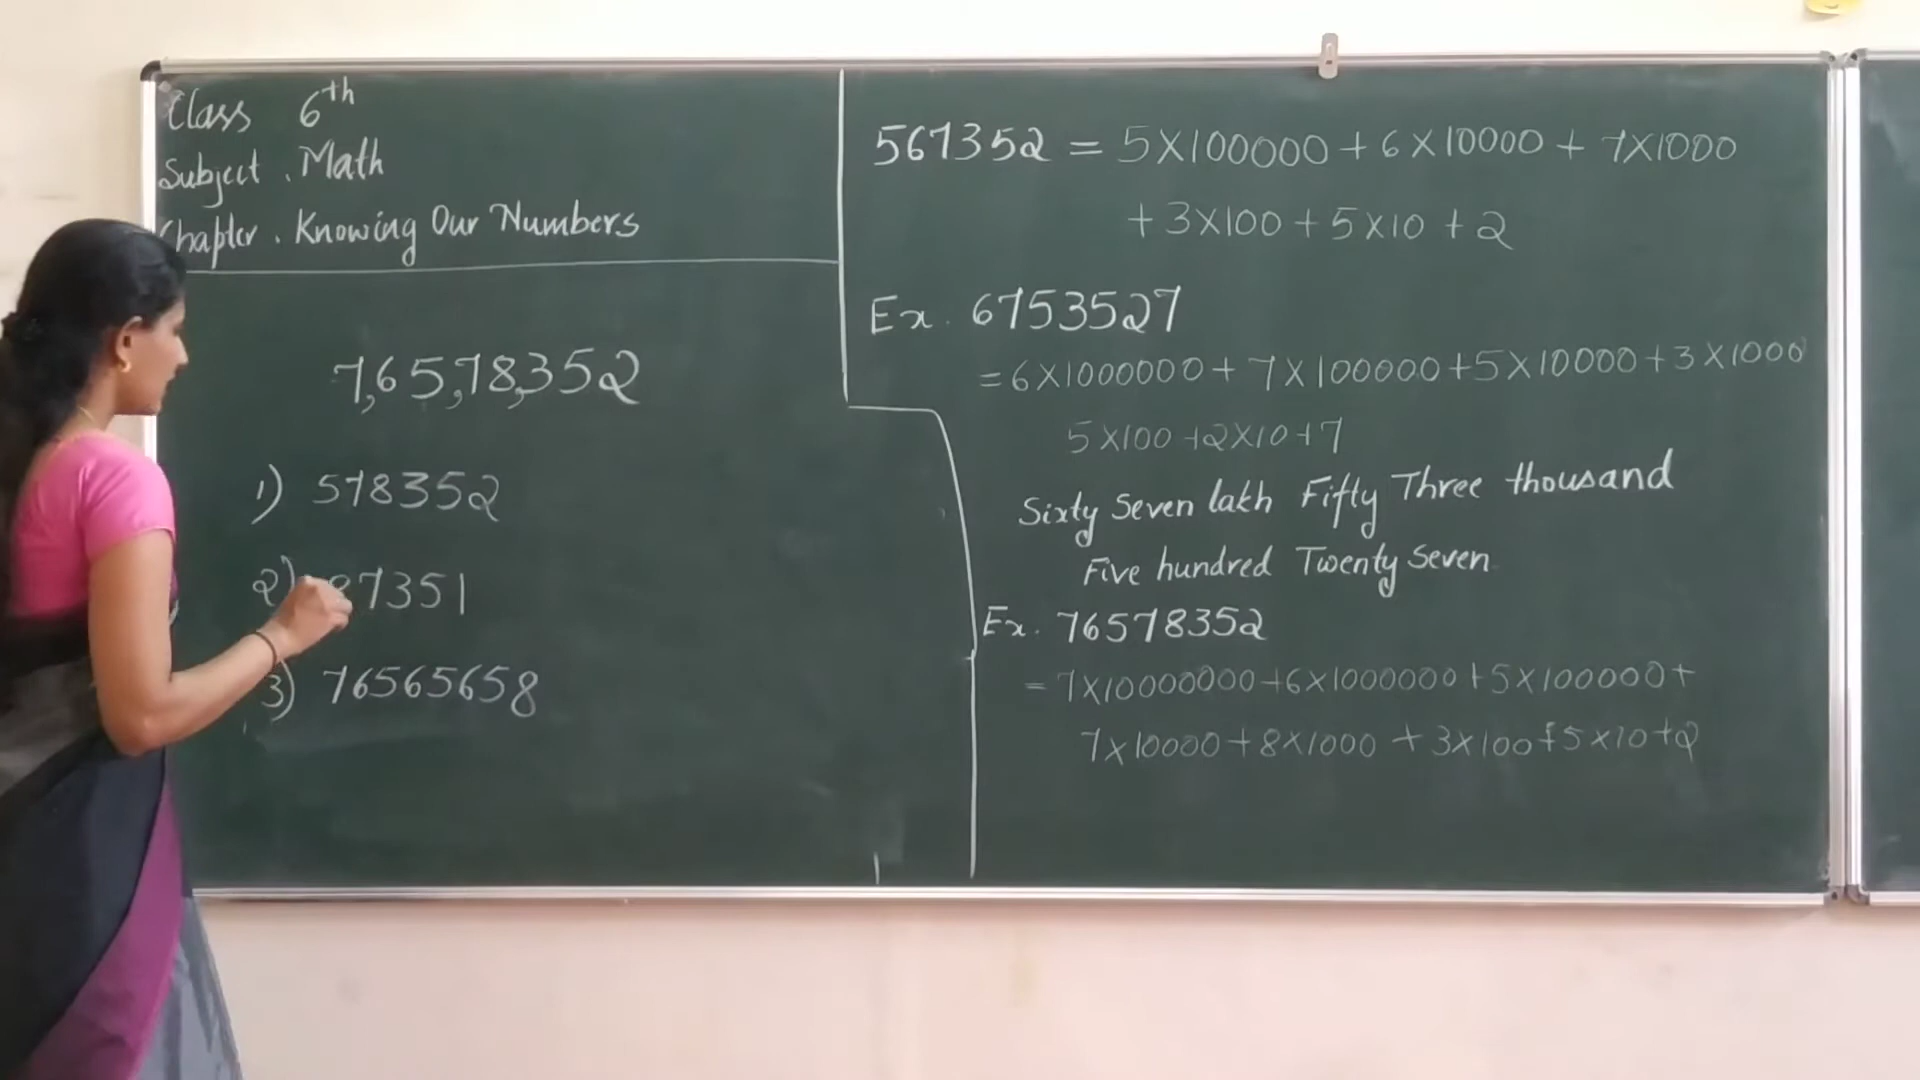 Class 6th
Subject . Math
Chapter . Knowing Our Numbers
7,65,78,352
1) 578352
2) 87351
3) 76565658
567352 = 5X100000 + 6X10000 + 7X1000
+ 3X100 + 5X10 + 2
Ex. 6753527
= 6X1000000 + 7X100000 + 5X10000 + 3X1000
5X100 + 2X10 + 7
Sixty Seven lakh Fifty Three thousand
Five hundred Twenty Seven
Ex. 76578352
= 7X10000000 + 6X1000000 + 5X100000 +
7X10000 + 8X1000 + 3X100 + 5X10 + 2